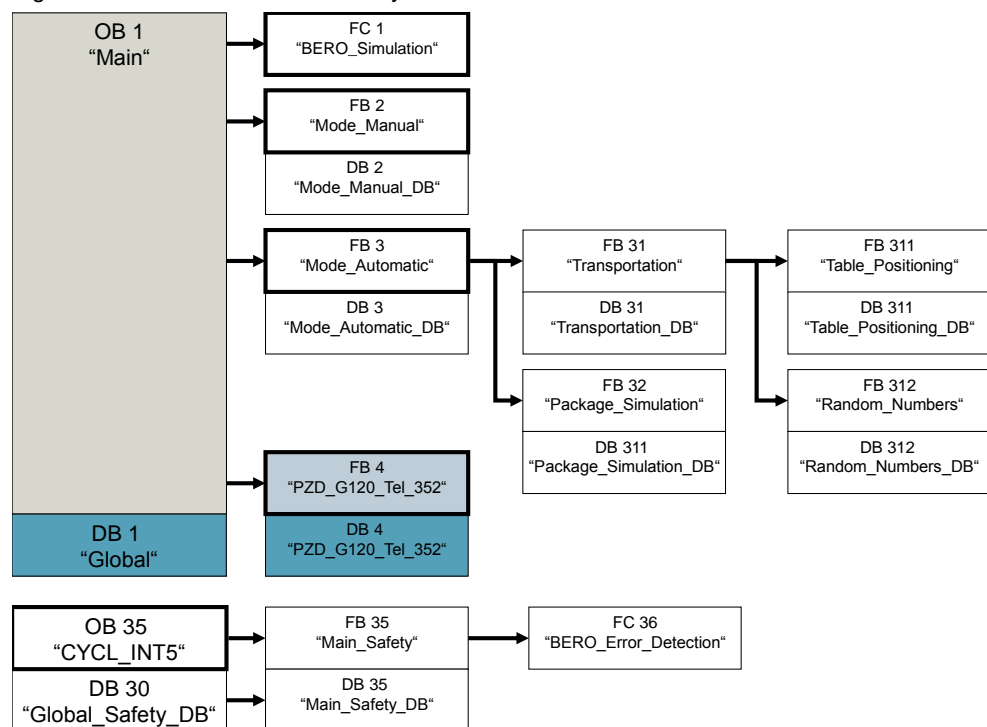 OB 1
“Main“
FC 1
“BERO_Simulation“
FB 2
“Mode_Manual“
DB 2
“Mode_Manual_DB“
FB 3
“Mode_Automatic“
DB 3
“Mode_Automatic_DB“
FB 31
“Transportation“
DB 31
“Transportation_DB“
FB 311
“Table_Positioning“
DB 311
“Table_Positioning_DB“
FB 32
“Package_Simulation“
DB 311
“Package_Simulation_DB“
FB 312
“Random_Numbers“
DB 312
“Random_Numbers_DB“
FB 4
“PZD_G120_Tel_352“
DB 1
“Global“
DB 4
“PZD_G120_Tel_352“
OB 35
“CYCL_INT5“
FB 35
“Main_Safety“
FC 36
“BERO_Error_Detection“
DB 30
“Global_Safety_DB“
DB 35
“Main_Safety_DB“